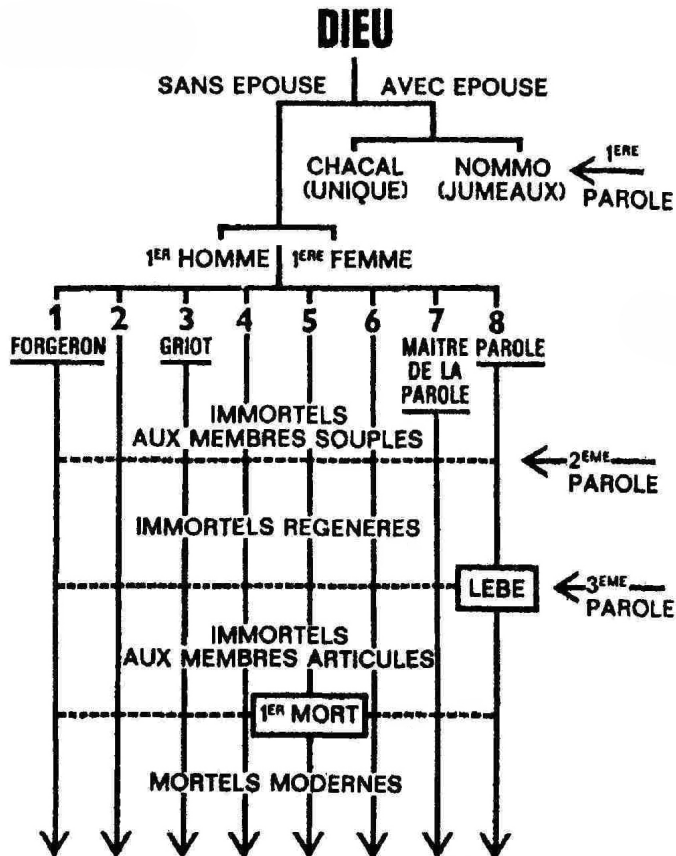 DIEU
SANS EPOUSE AVEC EPOUSE
CHACAL NOMMO 1ERE
(UNIQUE) (JUMEAUX) PAROLE
1ER HOMME 1ERE FEMME
1 2 3 4 5 6 7 8
FORGERON GRIOT MAITRE PAROLE
DE LA
PAROLE
IMMORTELS
AUX MEMBRES SOUPLES
2EME
PAROLE
IMMORTELS REGENERES
LEBE 3EME
PAROLE
IMMORTELS
AUX MEMBRES ARTICULES
1ER MORT
MORTELS MODERNES